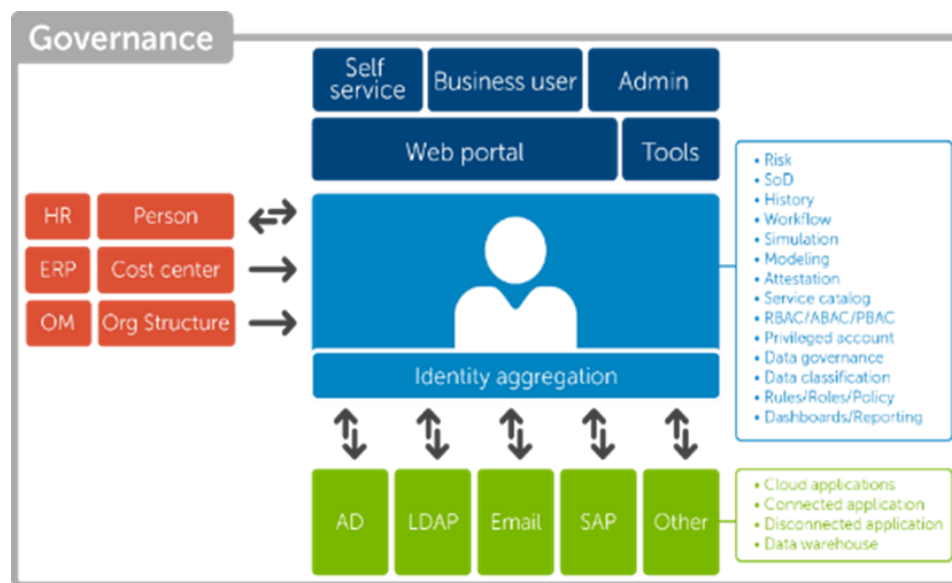 Governance
Self
service
Business user
Admin
Web portal
Tools
HR
Person
ERP
Cost center
OM
Org Structure
Identity aggregation
• Risk
• SoD
• History
• Workflow
• Simulation
• Modeling
• Attestation
• Service catalog
• RBAC/ABAC/PBAC
• Privileged account
• Data governance
• Data classification
• Rules/Roles/Policy
• Dashboards/Reporting
AD
LDAP
Email
SAP
Other
• Cloud applications
• Connected application
• Disconnected application
• Data warehouse